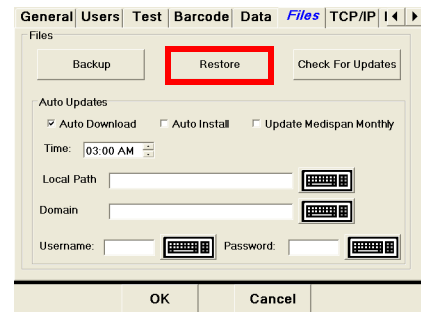 General Users Test Barcode Data Files TCP/IP
Files
Backup Restore Check For Updates
Auto Updates
Auto Download Auto Install Update Medispan Monthly
Time: 03:00 AM
Local Path
Domain
Username: Password:
OK Cancel